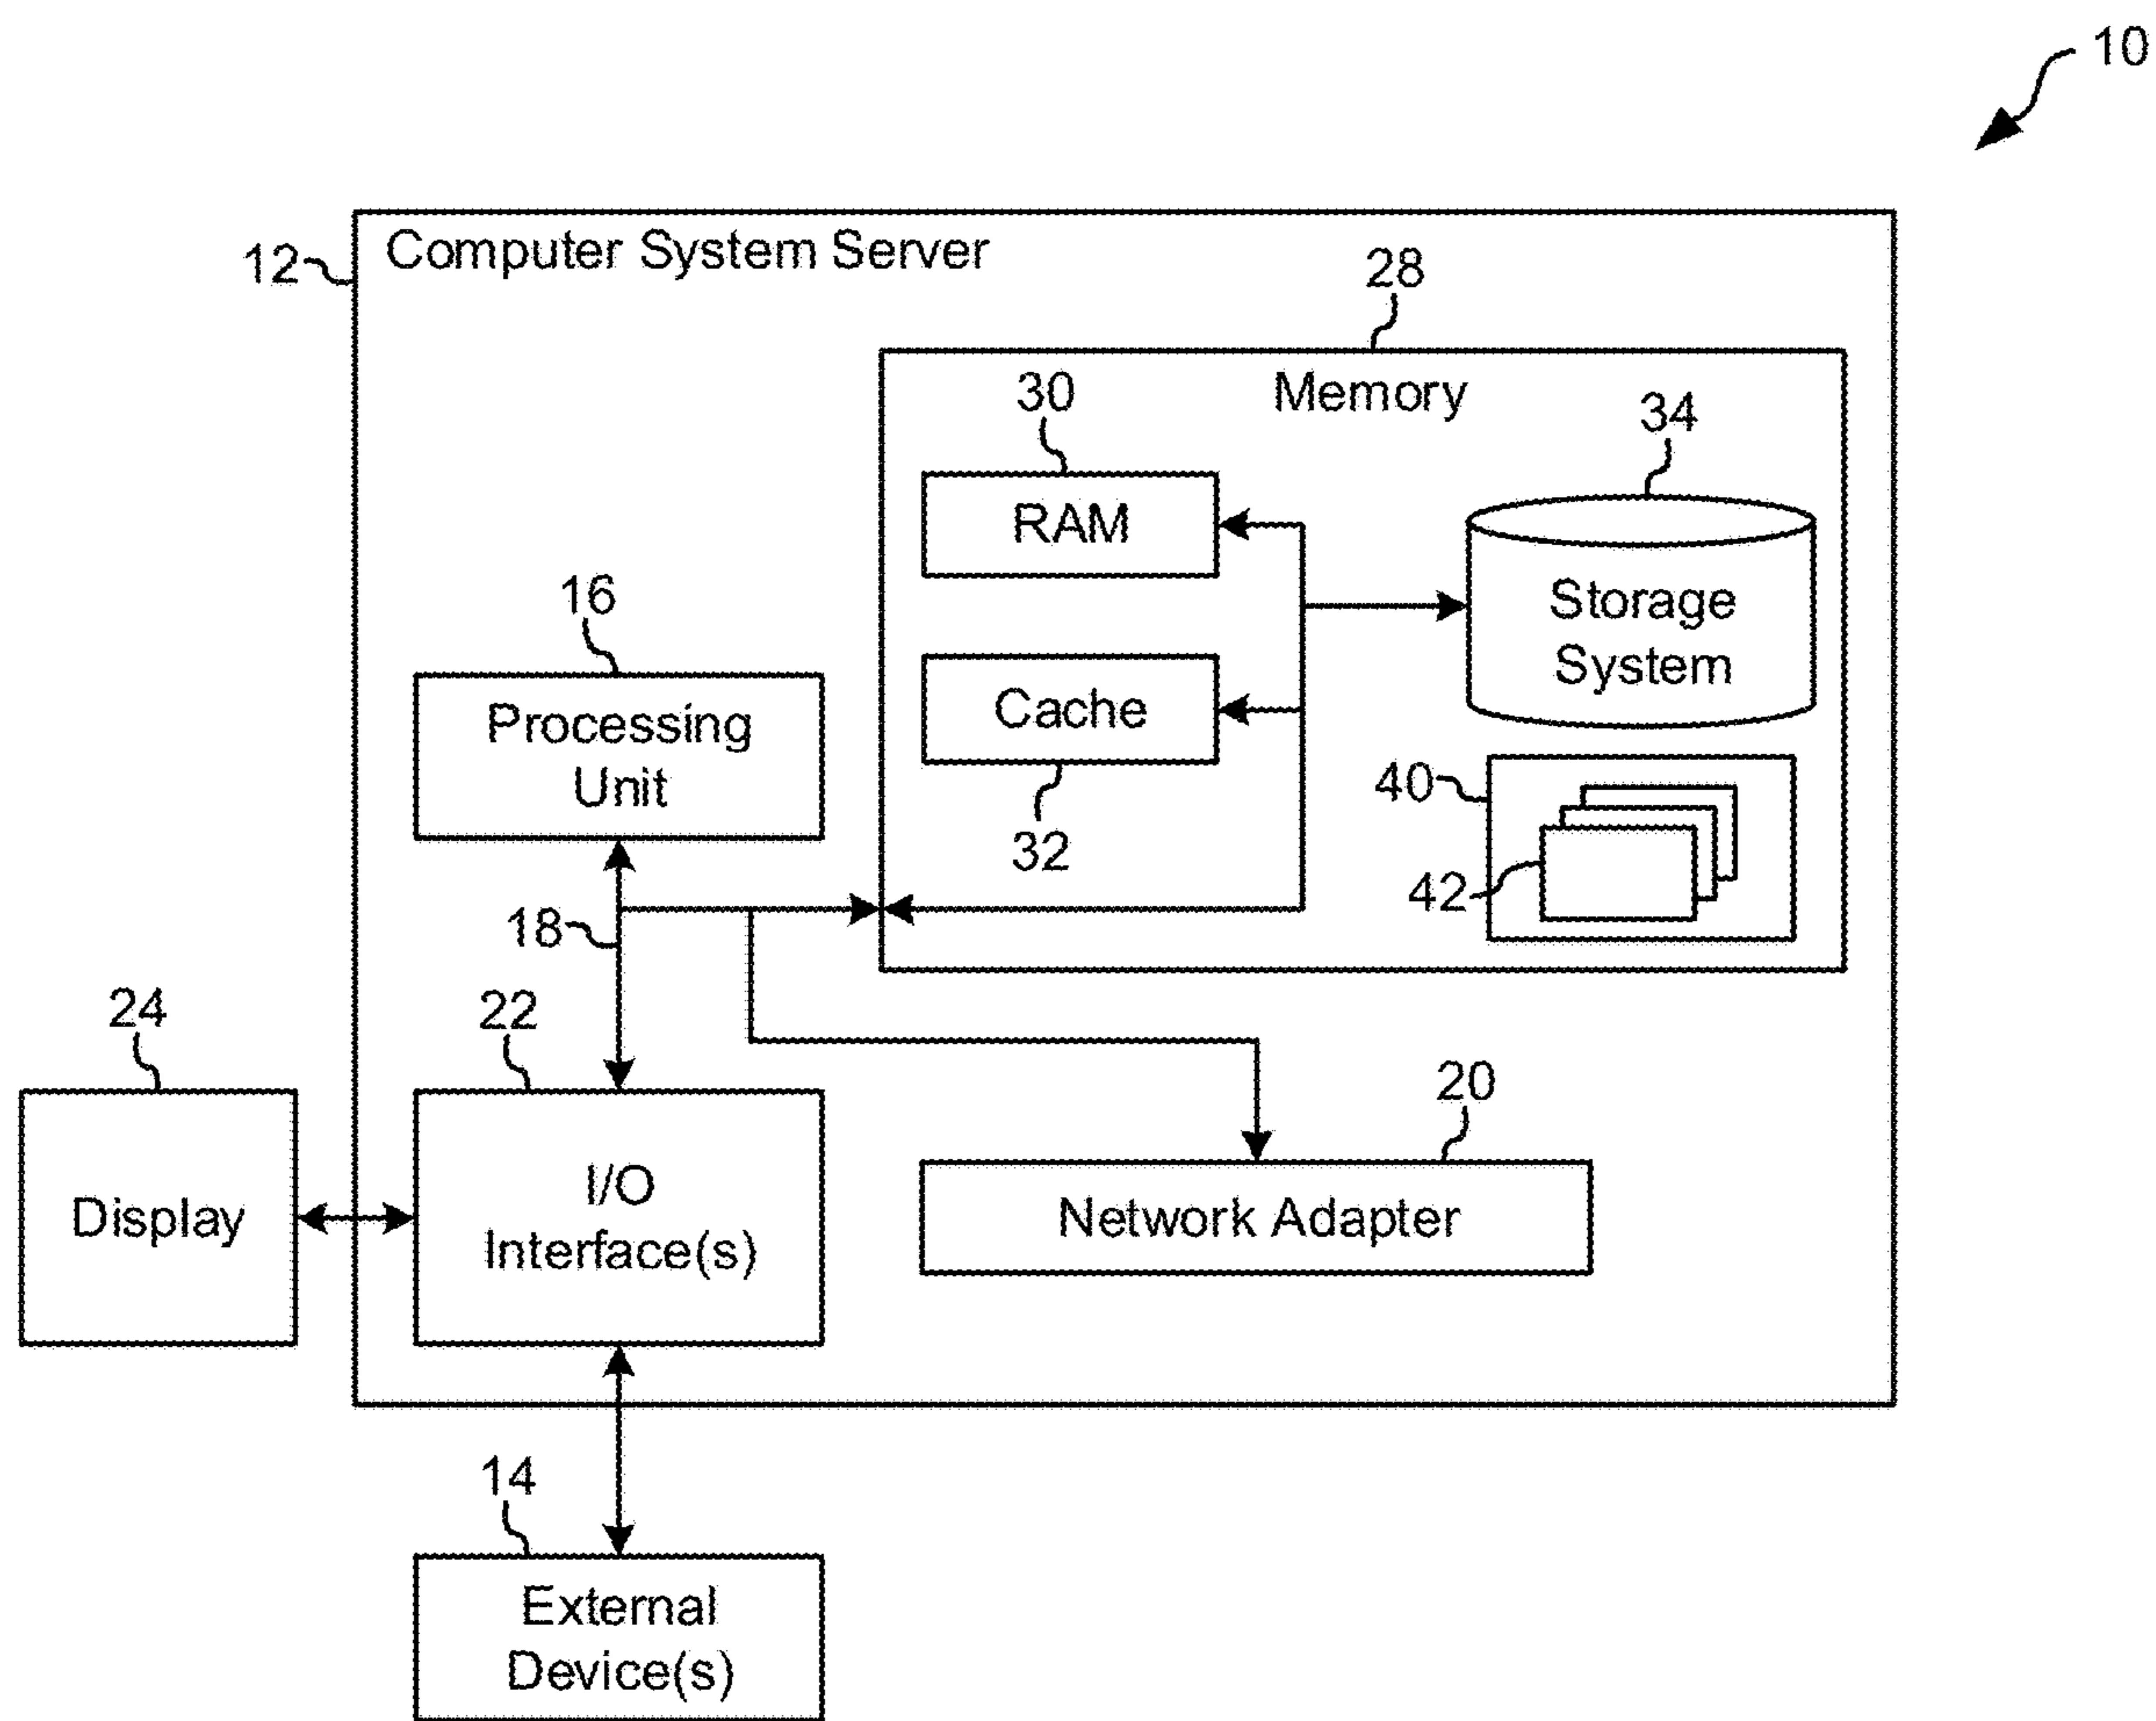 10
12
Computer System Server
28
Memory
30
34
RAM
Storage
System
16
Processing
Unit
Cache
32
40
42
18
24
22
20
Display
I/O
Interface(s)
Network Adapter
14
External
Device(s)